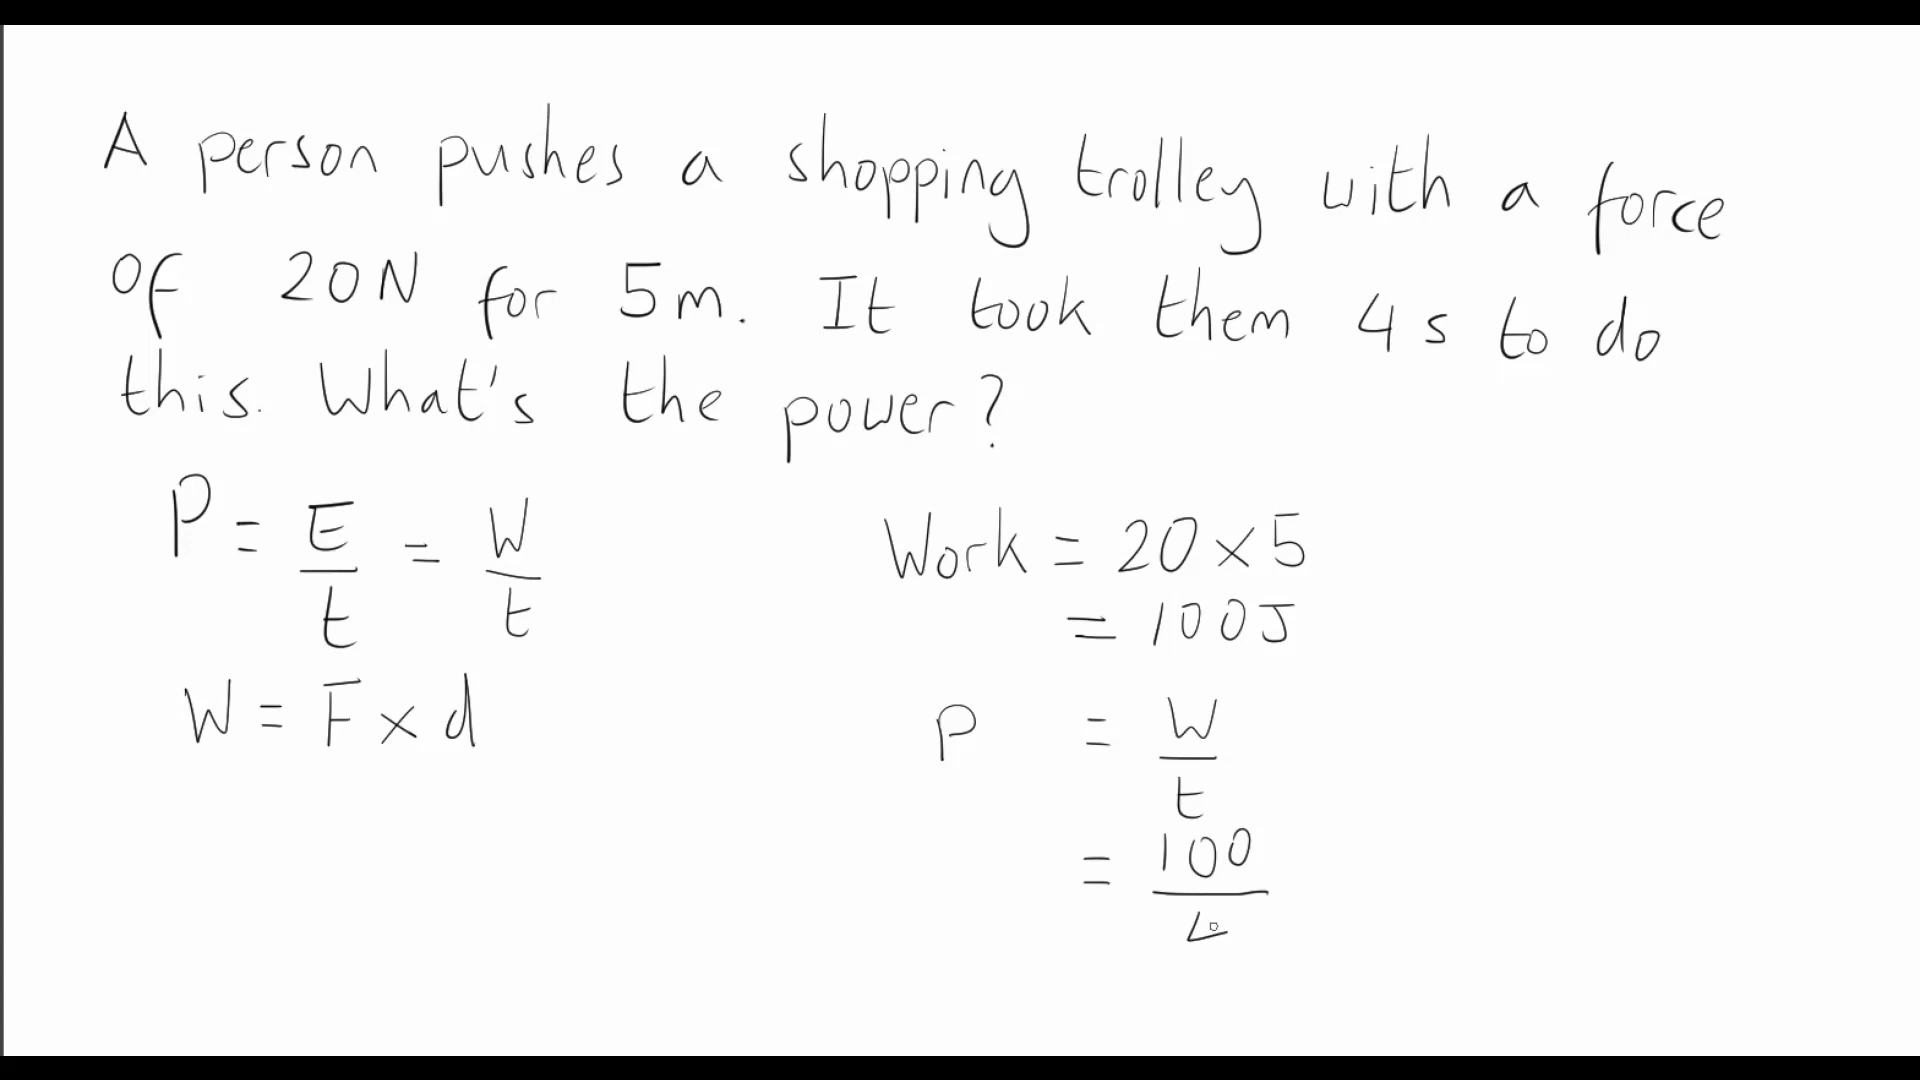 A person pushes a shopping trolley with a force
of 20N for 5m. It took them 4s to do
this. What's the power?
P = E/t = W/t
W = F × d
Work = 20 × 5
= 100J
P = W/t
= 100/